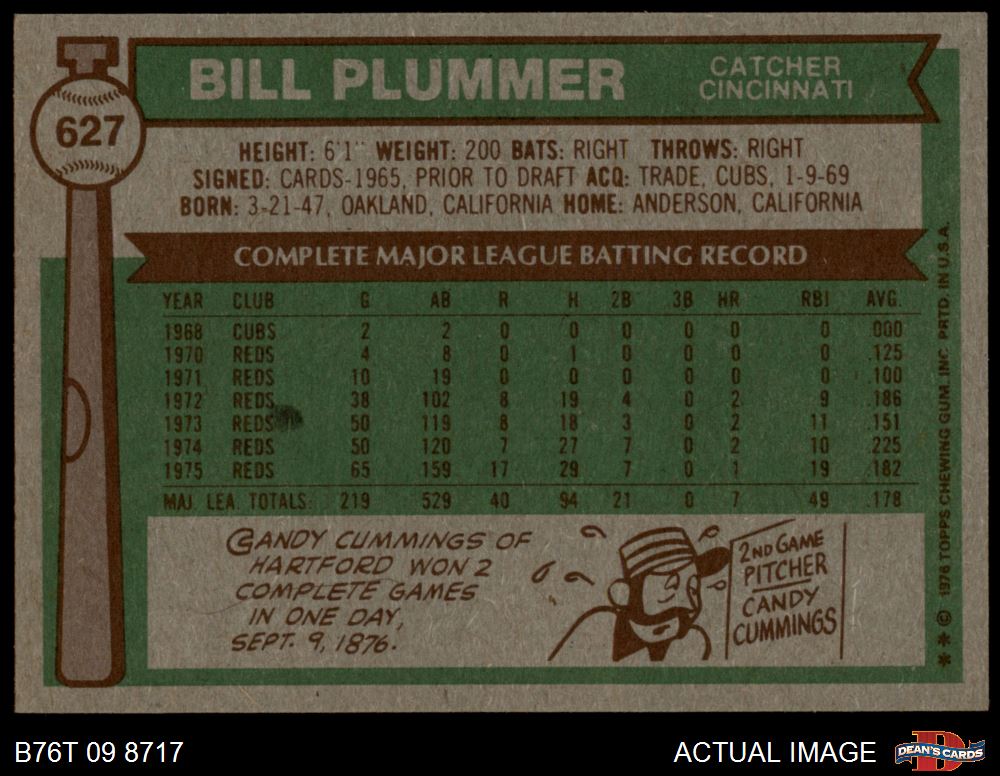 BILL PLUMMER
CATCHER
CINCINNATI
627
HEIGHT: 6'1" WEIGHT: 200 BATS: RIGHT THROWS: RIGHT
SIGNED: CARDS-1965, PRIOR TO DRAFT ACQ: TRADE, CUBS, 1-9-69
BORN: 3-21-47, OAKLAND, CALIFORNIA HOME: ANDERSON, CALIFORNIA
COMPLETE MAJOR LEAGUE BATTING RECORD
YEAR CLUB G AB R H 2B 3B HR RBI AVG.
1968 CUBS 2 2 0 0 0 0 0 0 .000
1970 REDS 4 8 0 1 0 0 0 0 .125
1971 REDS 10 19 0 0 0 0 0 0 .100
1972 REDS 38 102 8 19 4 0 2 9 .186
1973 REDS 50 119 8 18 3 0 2 11 .151
1974 REDS 50 120 7 27 7 0 2 10 .225
1975 REDS 65 159 17 29 7 0 1 19 .182
MAJ. LEA. TOTALS: 219 529 40 94 21 0 7 49 .178
CANDY CUMMINGS OF
HARTFORD WON 2
COMPLETE GAMES
IN ONE DAY,
SEPT. 9, 1876.
2ND GAME
PITCHER
CANDY
CUMMINGS
* * © 1976 TOPPS CHEWING GUM, INC. PRTD. IN U.S.A.
B76T 09 8717
ACTUAL IMAGE
DEAN'S CARDS